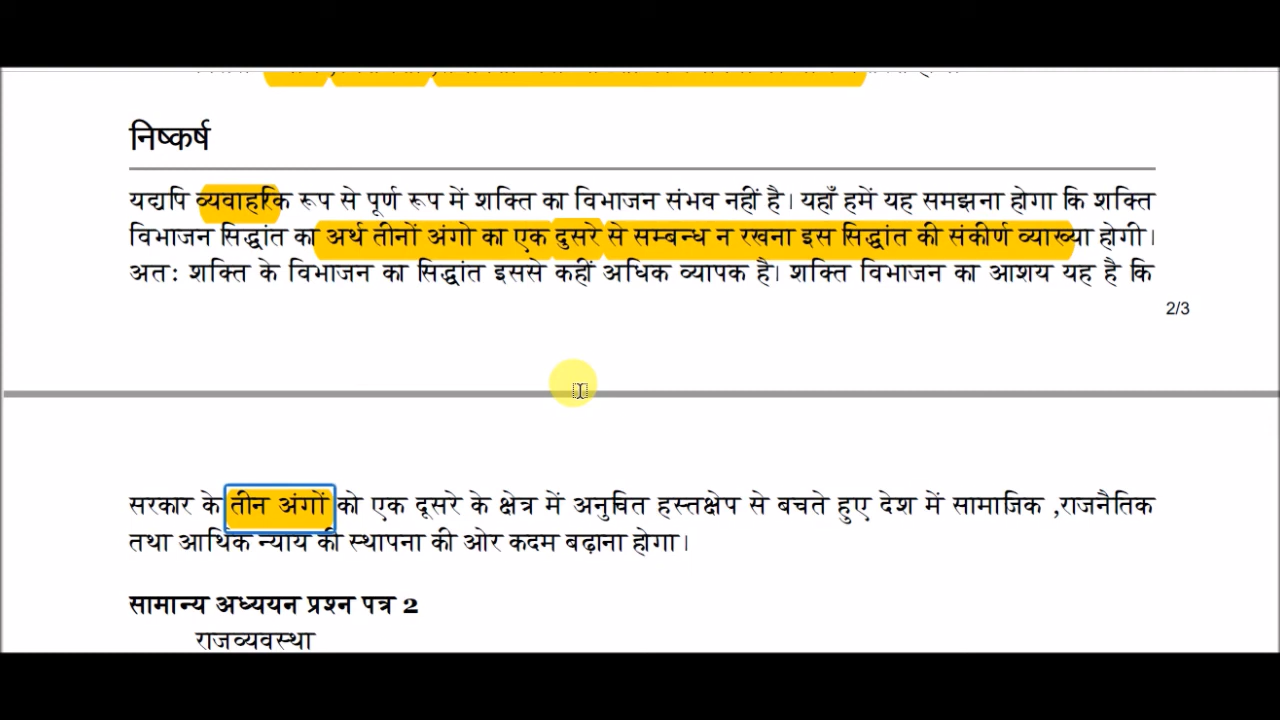 निष्कर्ष
यद्यपि व्यवाहरिक रूप से पूर्ण रूप में शक्ति का विभाजन संभव नहीं है। यहाँ हमें यह समझना होगा कि शक्ति
विभाजन सिद्धांत का अर्थ तीनों अंगो का एक दुसरे से सम्बन्ध न रखना इस सिद्धांत की संकीर्ण व्याख्या होगी।
अतः शक्ति के विभाजन का सिद्धांत इससे कहीं अधिक व्यापक है। शक्ति विभाजन का आशय यह है कि
2/3
सरकार के तीन अंगों को एक दूसरे के क्षेत्र में अनुचित हस्तक्षेप से बचते हुए देश में सामाजिक ,राजनैतिक
तथा आर्थिक न्याय की स्थापना की ओर कदम बढ़ाना होगा।
सामान्य अध्ययन प्रश्न पत्र 2
राजव्यवस्था